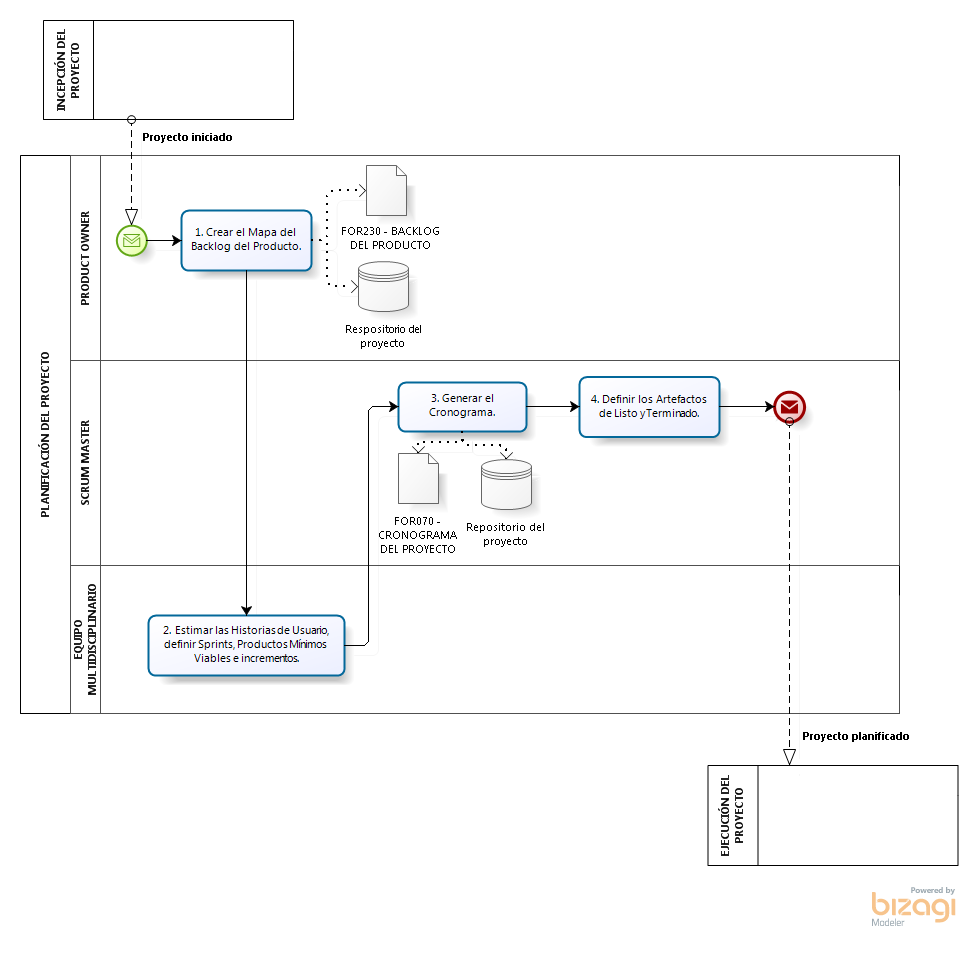 INCEPCIÓN DEL
PROYECTO
Proyecto iniciado
PLANIFICACIÓN DEL PROYECTO
PRODUCT OWNER
1. Crear el Mapa del
Backlog del Producto.
FOR230 - BACKLOG
DEL PRODUCTO
Respositorio del
proyecto
SCRUM MASTER
3. Generar el
Cronograma.
4. Definir los Artefactos
de Listo y Terminado.
FOR070 -
CRONOGRAMA
DEL PROYECTO
Repositorio del
proyecto
EQUIPO
MULTIDISCIPLINARIO
2. Estimar las Historias de Usuario,
definir Sprints, Productos Mínimos
Viables e incrementos.
Proyecto planificado
EJECUCIÓN DEL
PROYECTO
Powered by
bizagi
Modeler